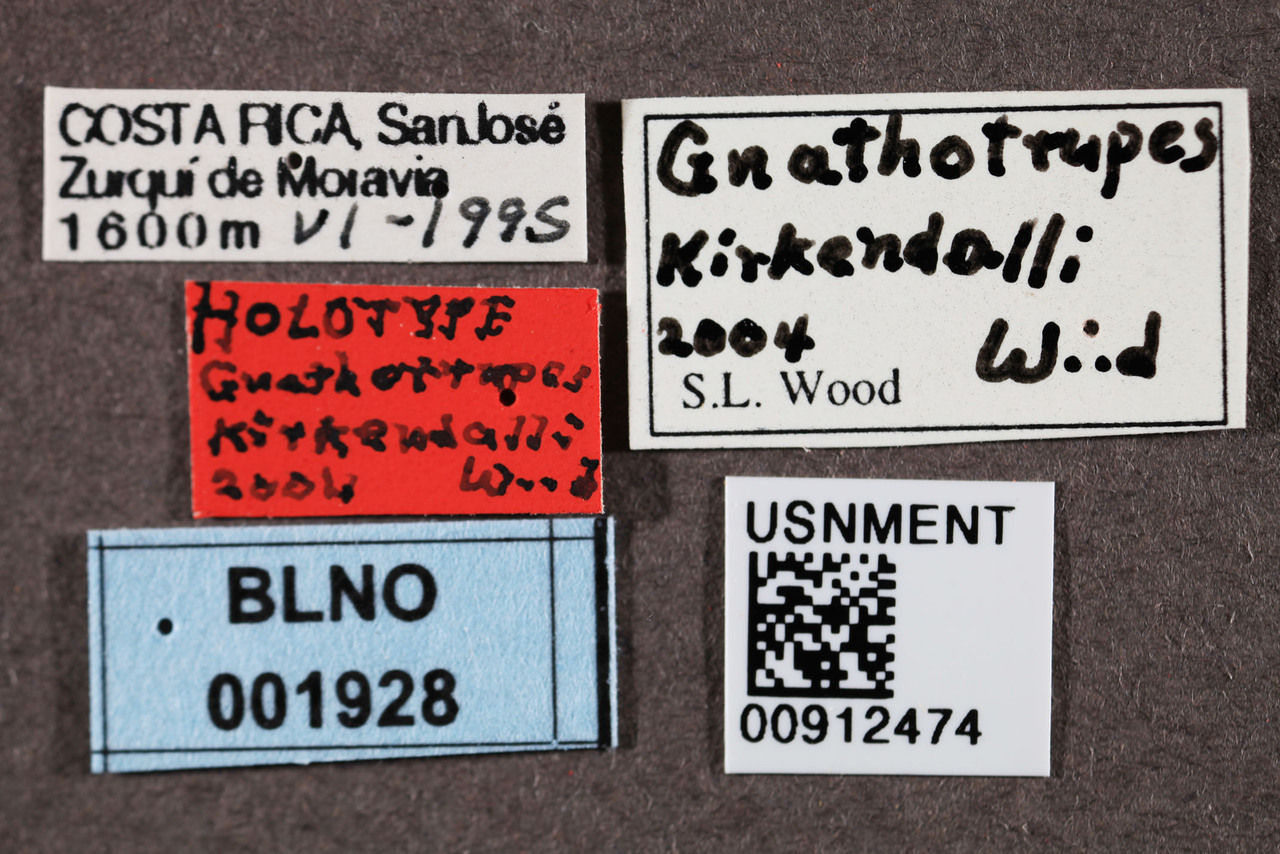 COSTA RICA, San José
Zurquí de Moravia
1600m VI-1995
Gnathotrupes
Kirkendalli
2004 Wood
S.L. Wood
HOLOTYPE
Gnathotrupes
Kirkendalli
2004 Wood
BLNO
001928
USNMENT
00912474